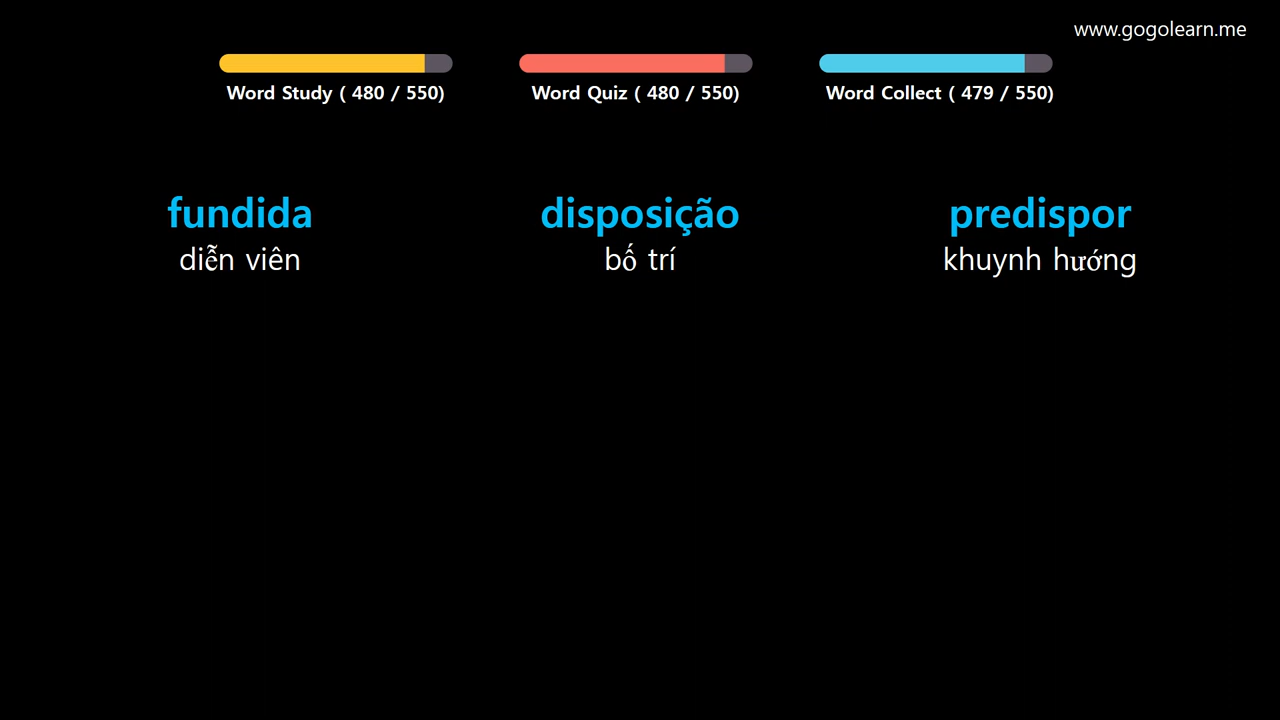 www.gogolearn.me
Word Study ( 480 / 550)
Word Quiz ( 480 / 550)
Word Collect ( 479 / 550)
fundida
diễn viên
disposição
bố trí
predispor
khuynh hướng